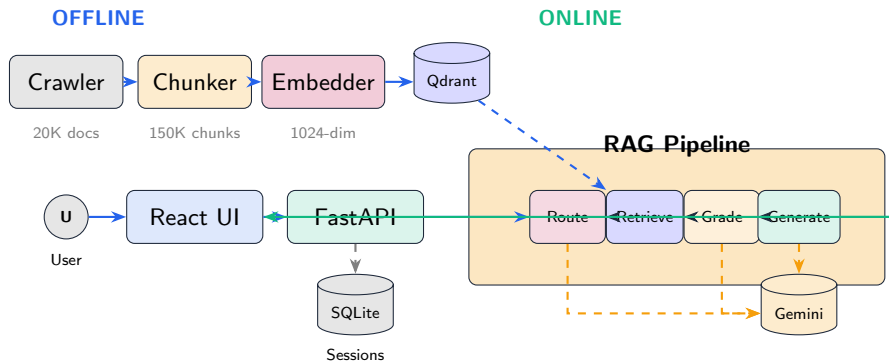 OFFLINE
ONLINE
Crawler
Chunker
Embedder
Qdrant
20K docs
150K chunks
1024-dim
RAG Pipeline
U
React UI
FastAPI
Route
Retrieve
Grade
Generate
User
SQLite
Gemini
Sessions